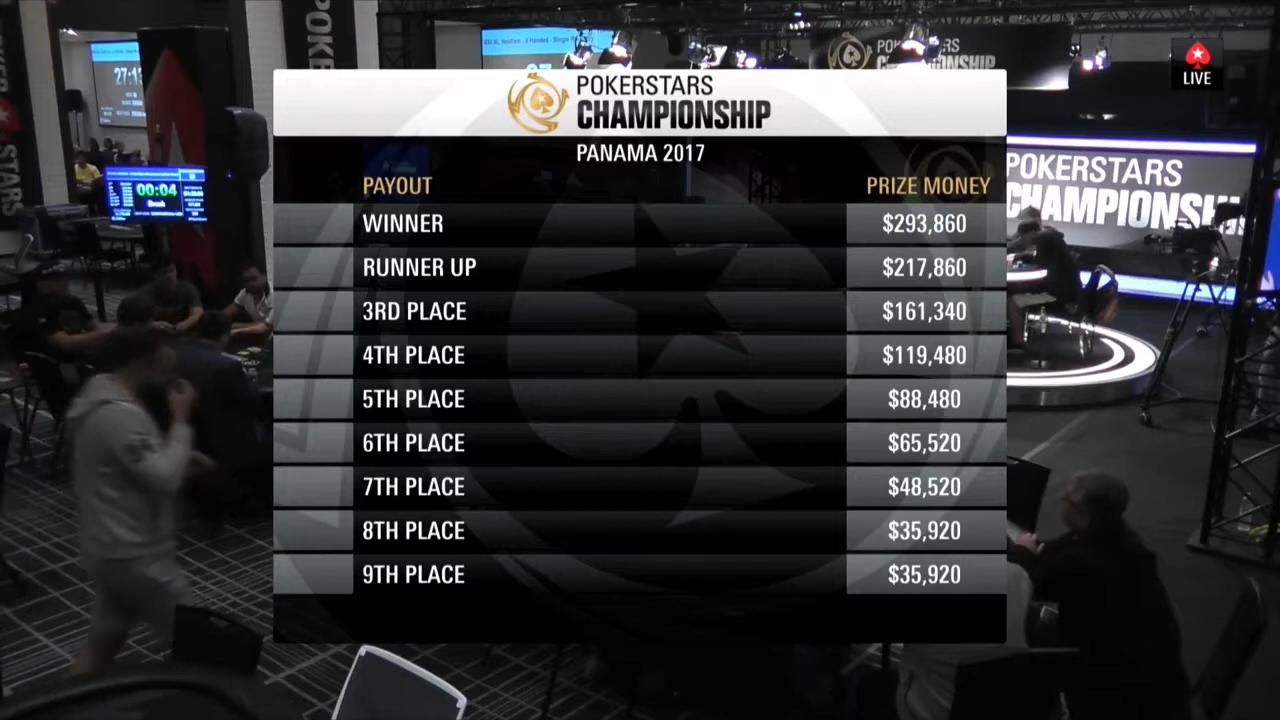 POKERSTARS
CHAMPIONSHIP
PANAMA 2017
PAYOUT PRIZE MONEY
WINNER $293,860
RUNNER UP $217,860
3RD PLACE $161,340
4TH PLACE $119,480
5TH PLACE $88,480
6TH PLACE $65,520
7TH PLACE $48,520
8TH PLACE $35,920
9TH PLACE $35,920
LIVE
POKERSTARS
CHAMPIONSHIP
00:04
Break
STARS